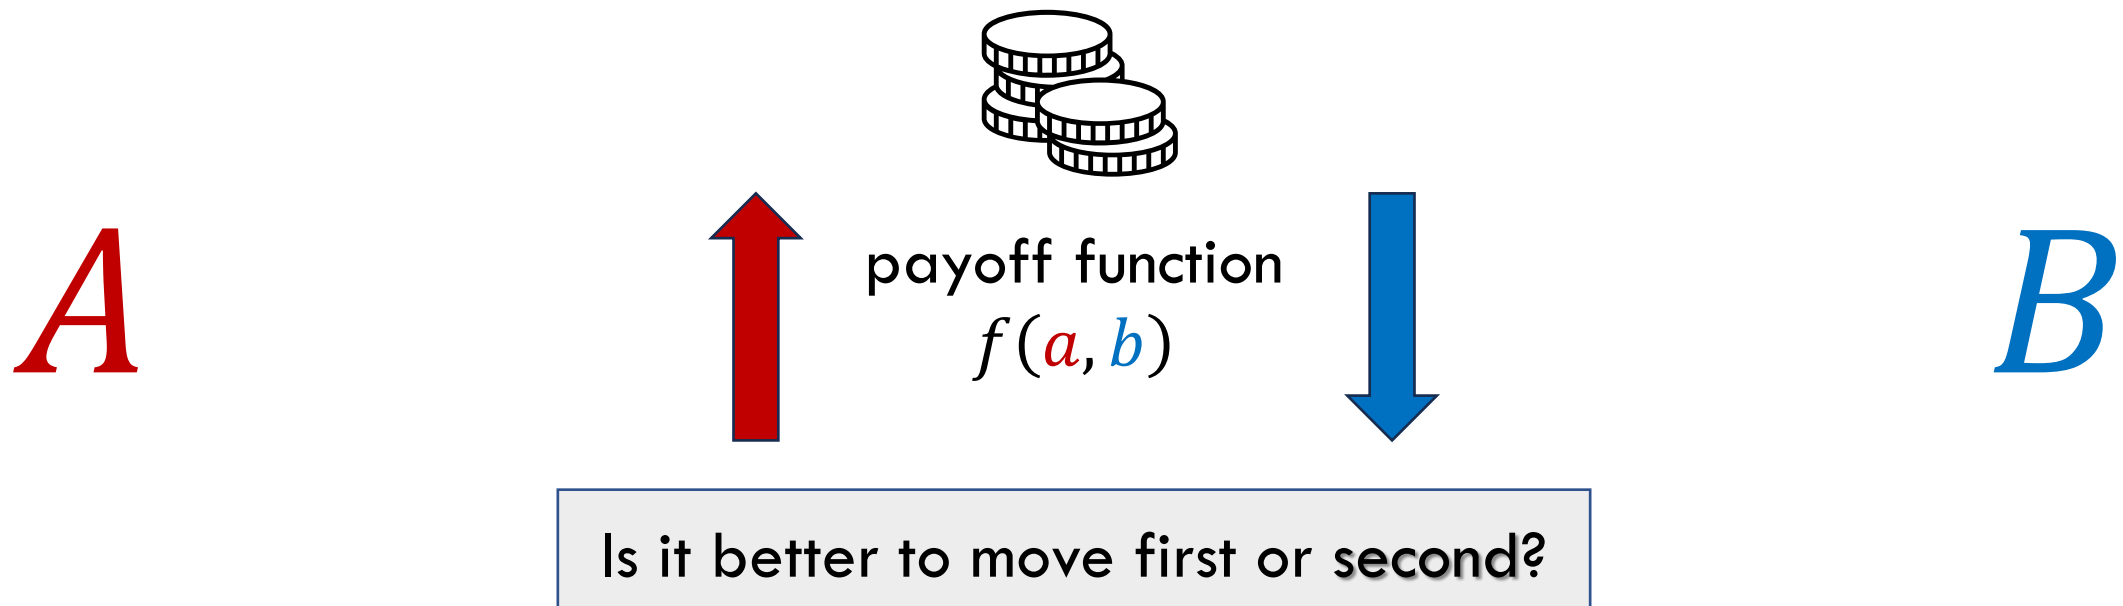 A
payoff function
f(a, b)
B
Is it better to move first or second?